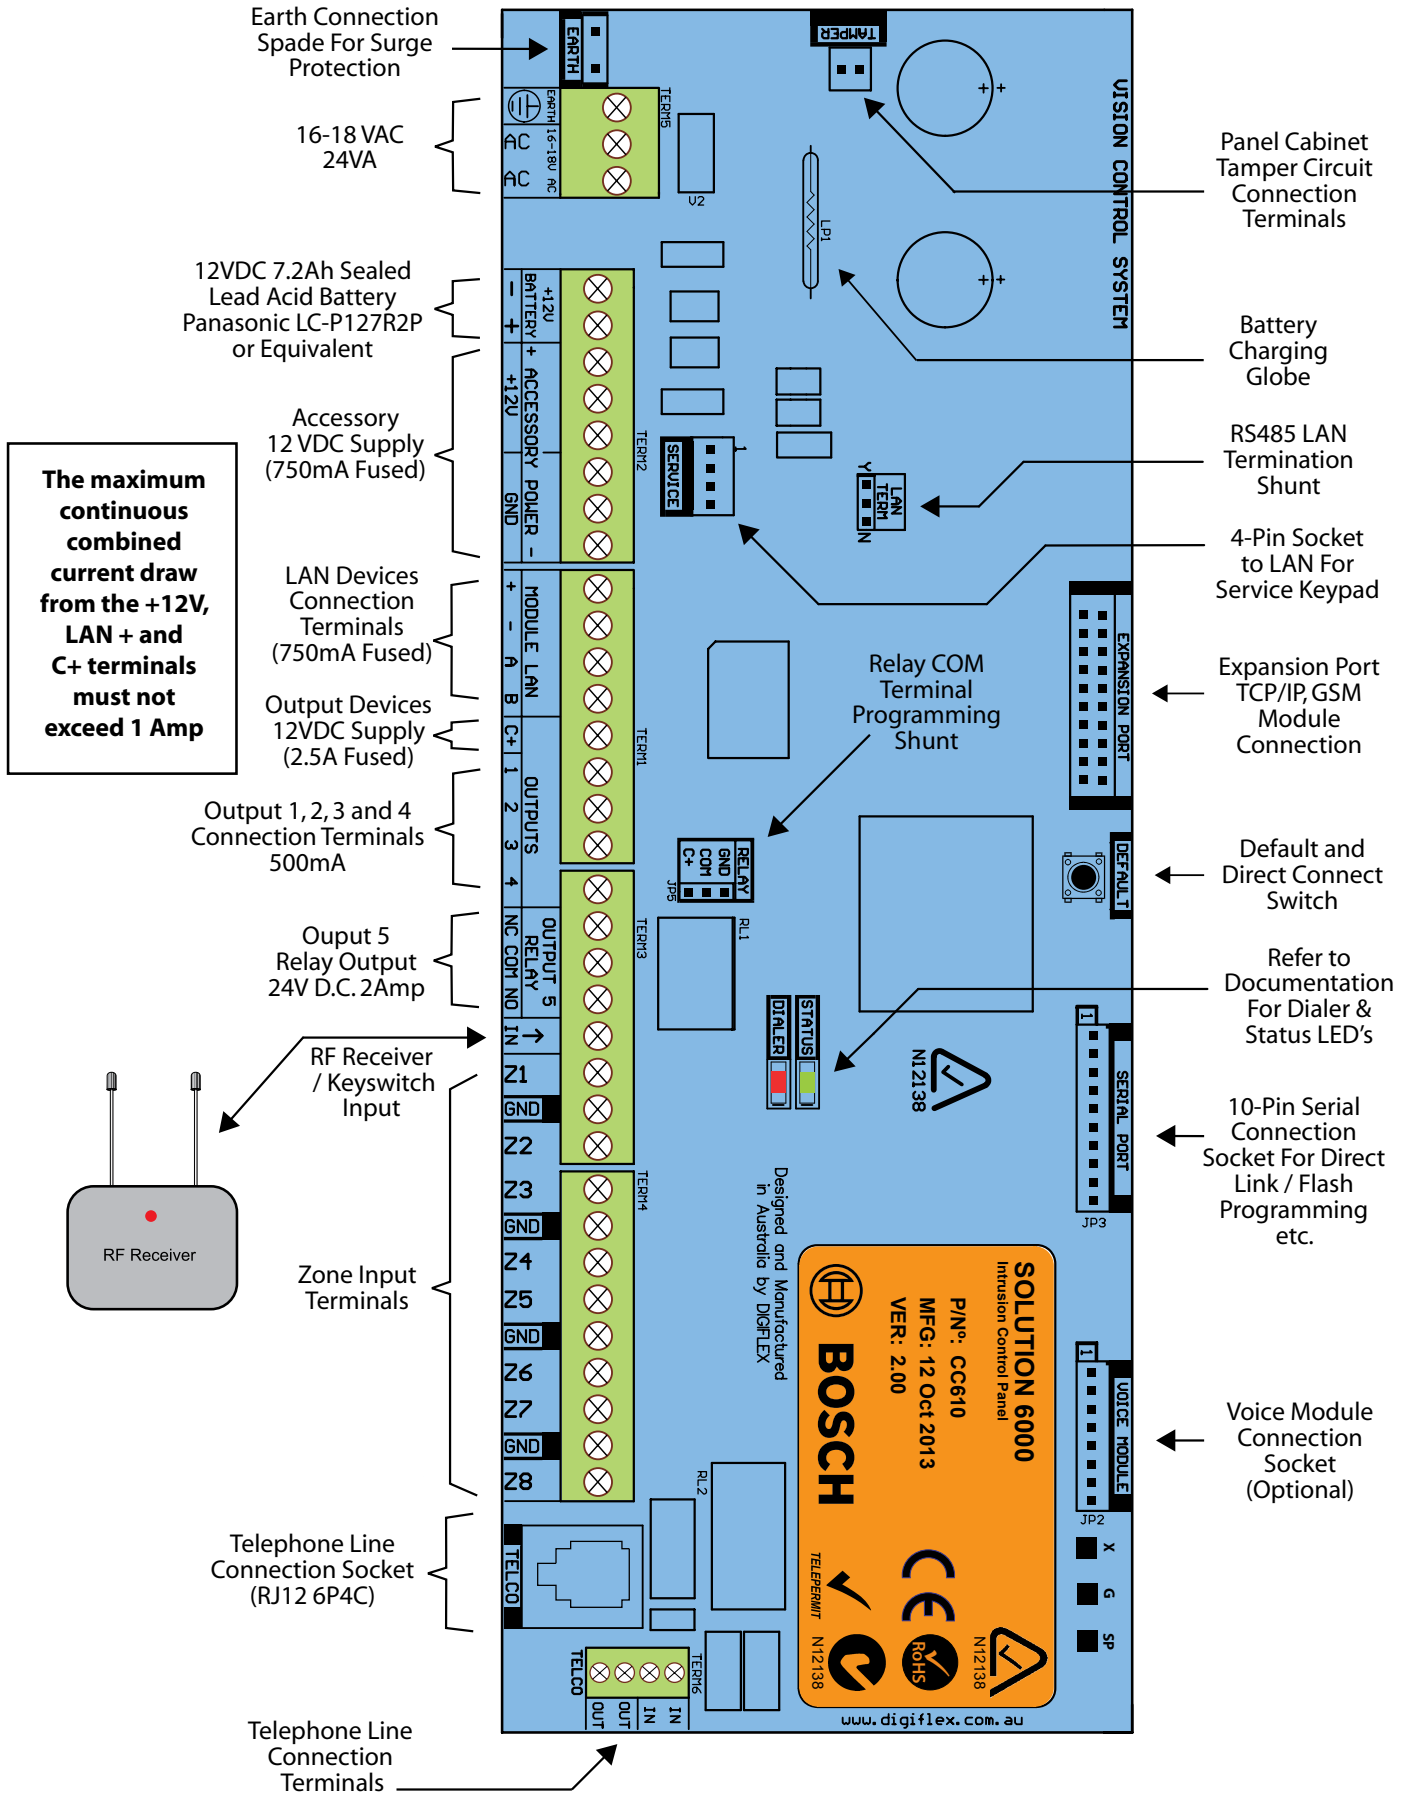 Earth Connection
Spade For Surge
Protection
16-18 VAC
24VA
12VDC 7.2Ah Sealed
Lead Acid Battery
Panasonic LC-P127R2P
or Equivalent
Accessory
12 VDC Supply
(750mA Fused)
The maximum
continuous
combined
current draw
from the +12V,
LAN + and
C+ terminals
must not
exceed 1 Amp
LAN Devices
Connection
Terminals
(750mA Fused)
Output Devices
12VDC Supply
(2.5A Fused)
Output 1, 2, 3 and 4
Connection Terminals
500mA
Ouput 5
Relay Output
24V D.C. 2Amp
RF Receiver
/ Keyswitch
Input
RF Receiver
Zone Input
Terminals
Telephone Line
Connection Socket
(RJ12 6P4C)
Telephone Line
Connection
Terminals
EARTH
EARTH
16-18V AC
AC
AC
TERM5
V2
- +
+12V
BATTERY
+ ACCESSORY POWER -
+12V
GND
TERM2
+
-
A
B
MODULE LAN
C+
1
2
3
4
OUTPUTS
TERM1
NC COM NO
OUTPUT 5
RELAY
TERM3
IN →
Z1
GND
Z2
Z3
GND
Z4
Z5
GND
Z6
Z7
GND
Z8
TERM4
TELCO
TELCO
OUT
OUT
IN
IN
TERM6
TAMPER
+ +
+ +
LP1
VISION CONTROL SYSTEM
SERVICE
1
Y
LAN
TERM
N
Relay COM
Terminal
Programming
Shunt
RELAY
GND
COM
C+
JP5
RL1
DIALER
STATUS
N12138
EXPANSION PORT
DEFAULT
1
SERIAL PORT
JP3
Designed and Manufactured
in Australia by DIGIFLEX
SOLUTION 6000
Intrusion Control Panel
P/Nº: CC610
MFG: 12 Oct 2013
VER: 2.00
BOSCH
TELEPERMIT
N12138
CE
RoHS
N12138
RL2
1
VOICE MODULE
JP2
X
G
SP
www.digiflex.com.au
Panel Cabinet
Tamper Circuit
Connection
Terminals
Battery
Charging
Globe
RS485 LAN
Termination
Shunt
4-Pin Socket
to LAN For
Service Keypad
Expansion Port
TCP/IP, GSM
Module
Connection
Default and
Direct Connect
Switch
Refer to
Documentation
For Dialer &
Status LED's
10-Pin Serial
Connection
Socket For Direct
Link / Flash
Programming
etc.
Voice Module
Connection
Socket
(Optional)